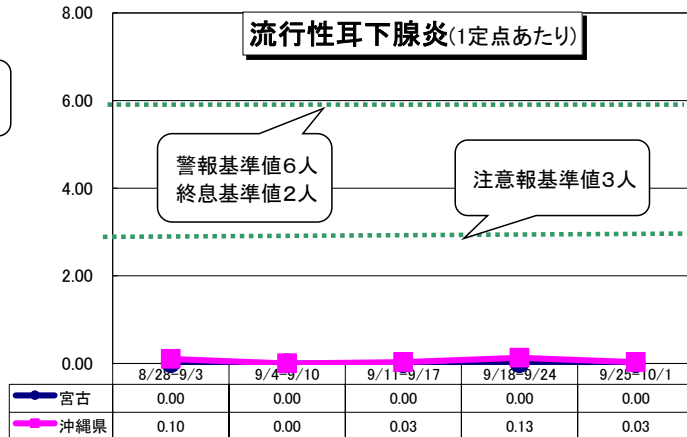 流行性耳下腺炎(1定点あたり)
8.00
6.00
4.00
2.00
0.00
警報基準値6人
終息基準値2人
注意報基準値3人
8/28-9/3 9/4-9/10 9/11-9/17 9/18-9/24 9/25-10/1
宮古 0.00 0.00 0.00 0.00 0.00
沖縄県 0.10 0.00 0.03 0.13 0.03